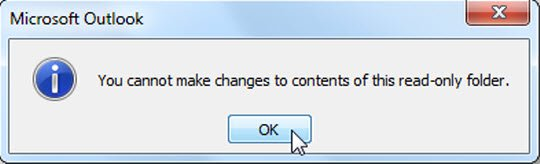 Microsoft Outlook
You cannot make changes to contents of this read-only folder.
OK